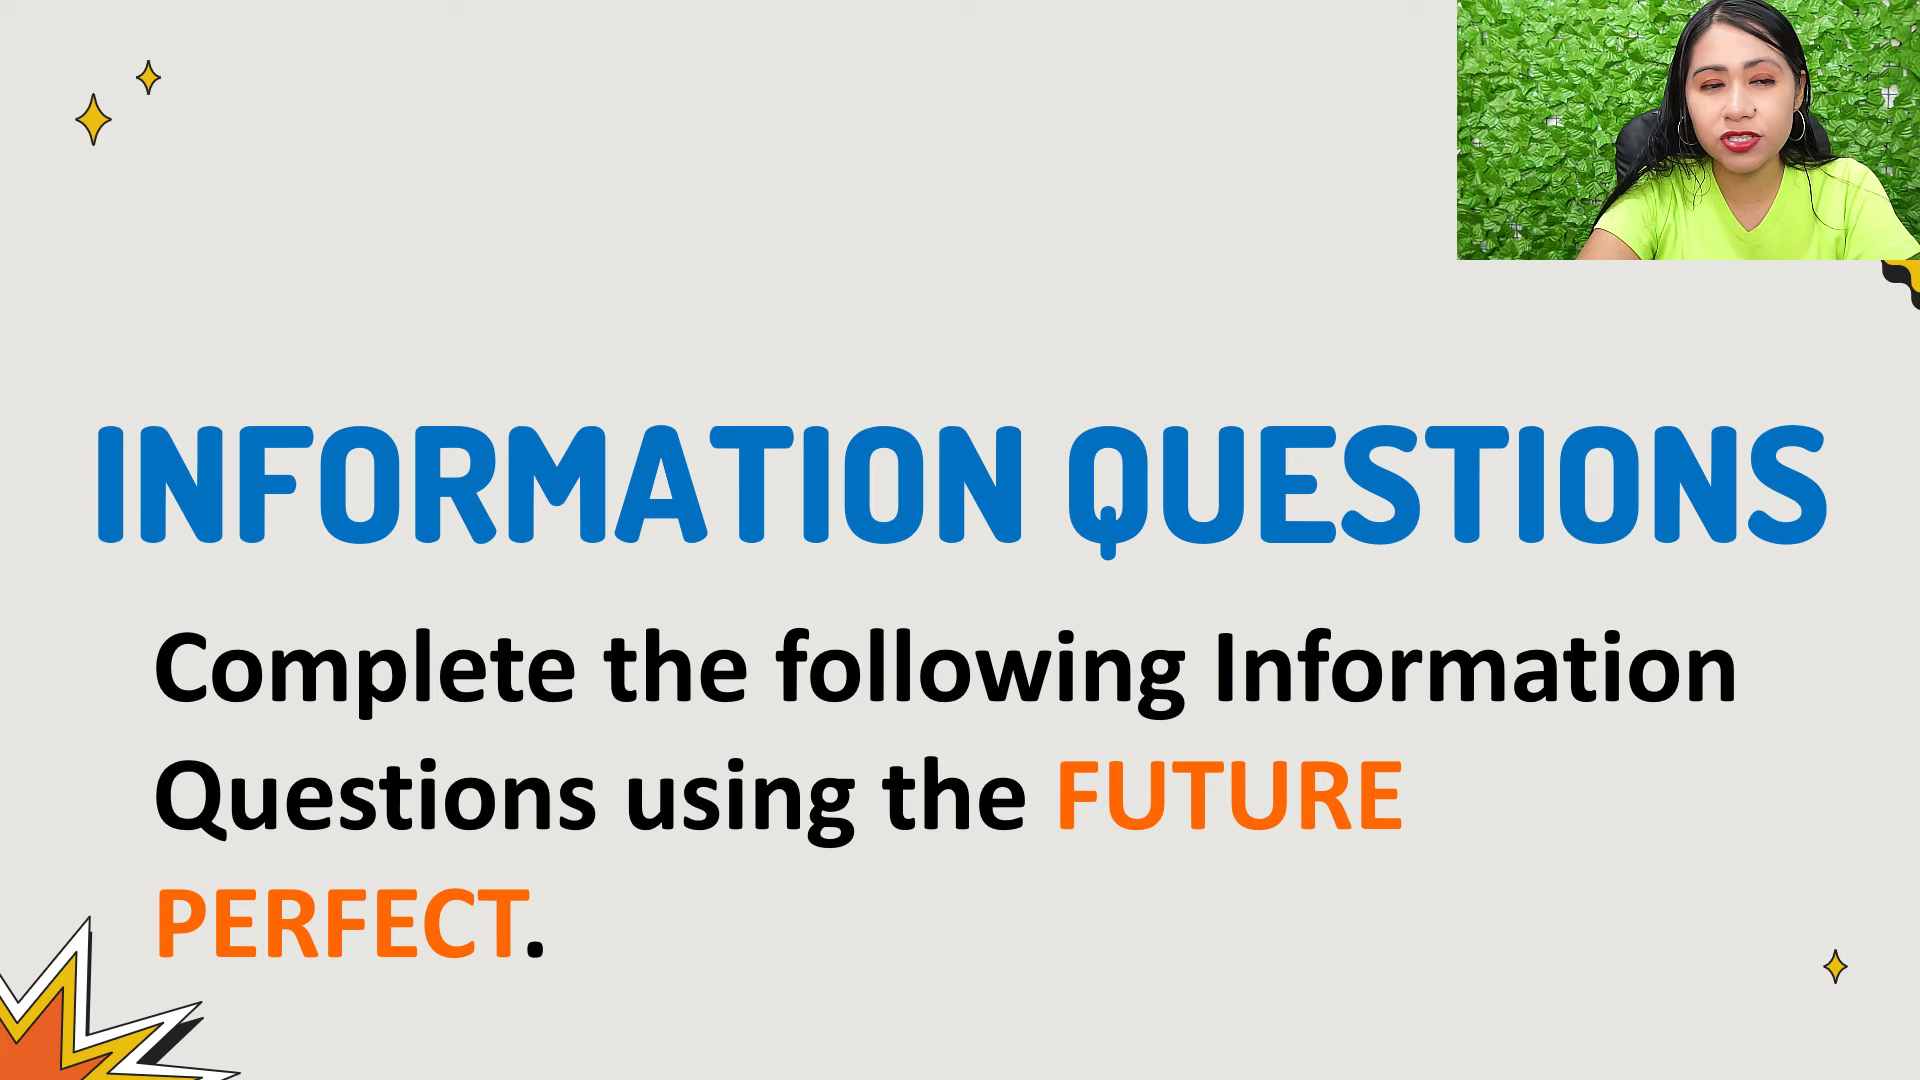 INFORMATION QUESTIONS
Complete the following Information
Questions using the FUTURE
PERFECT.